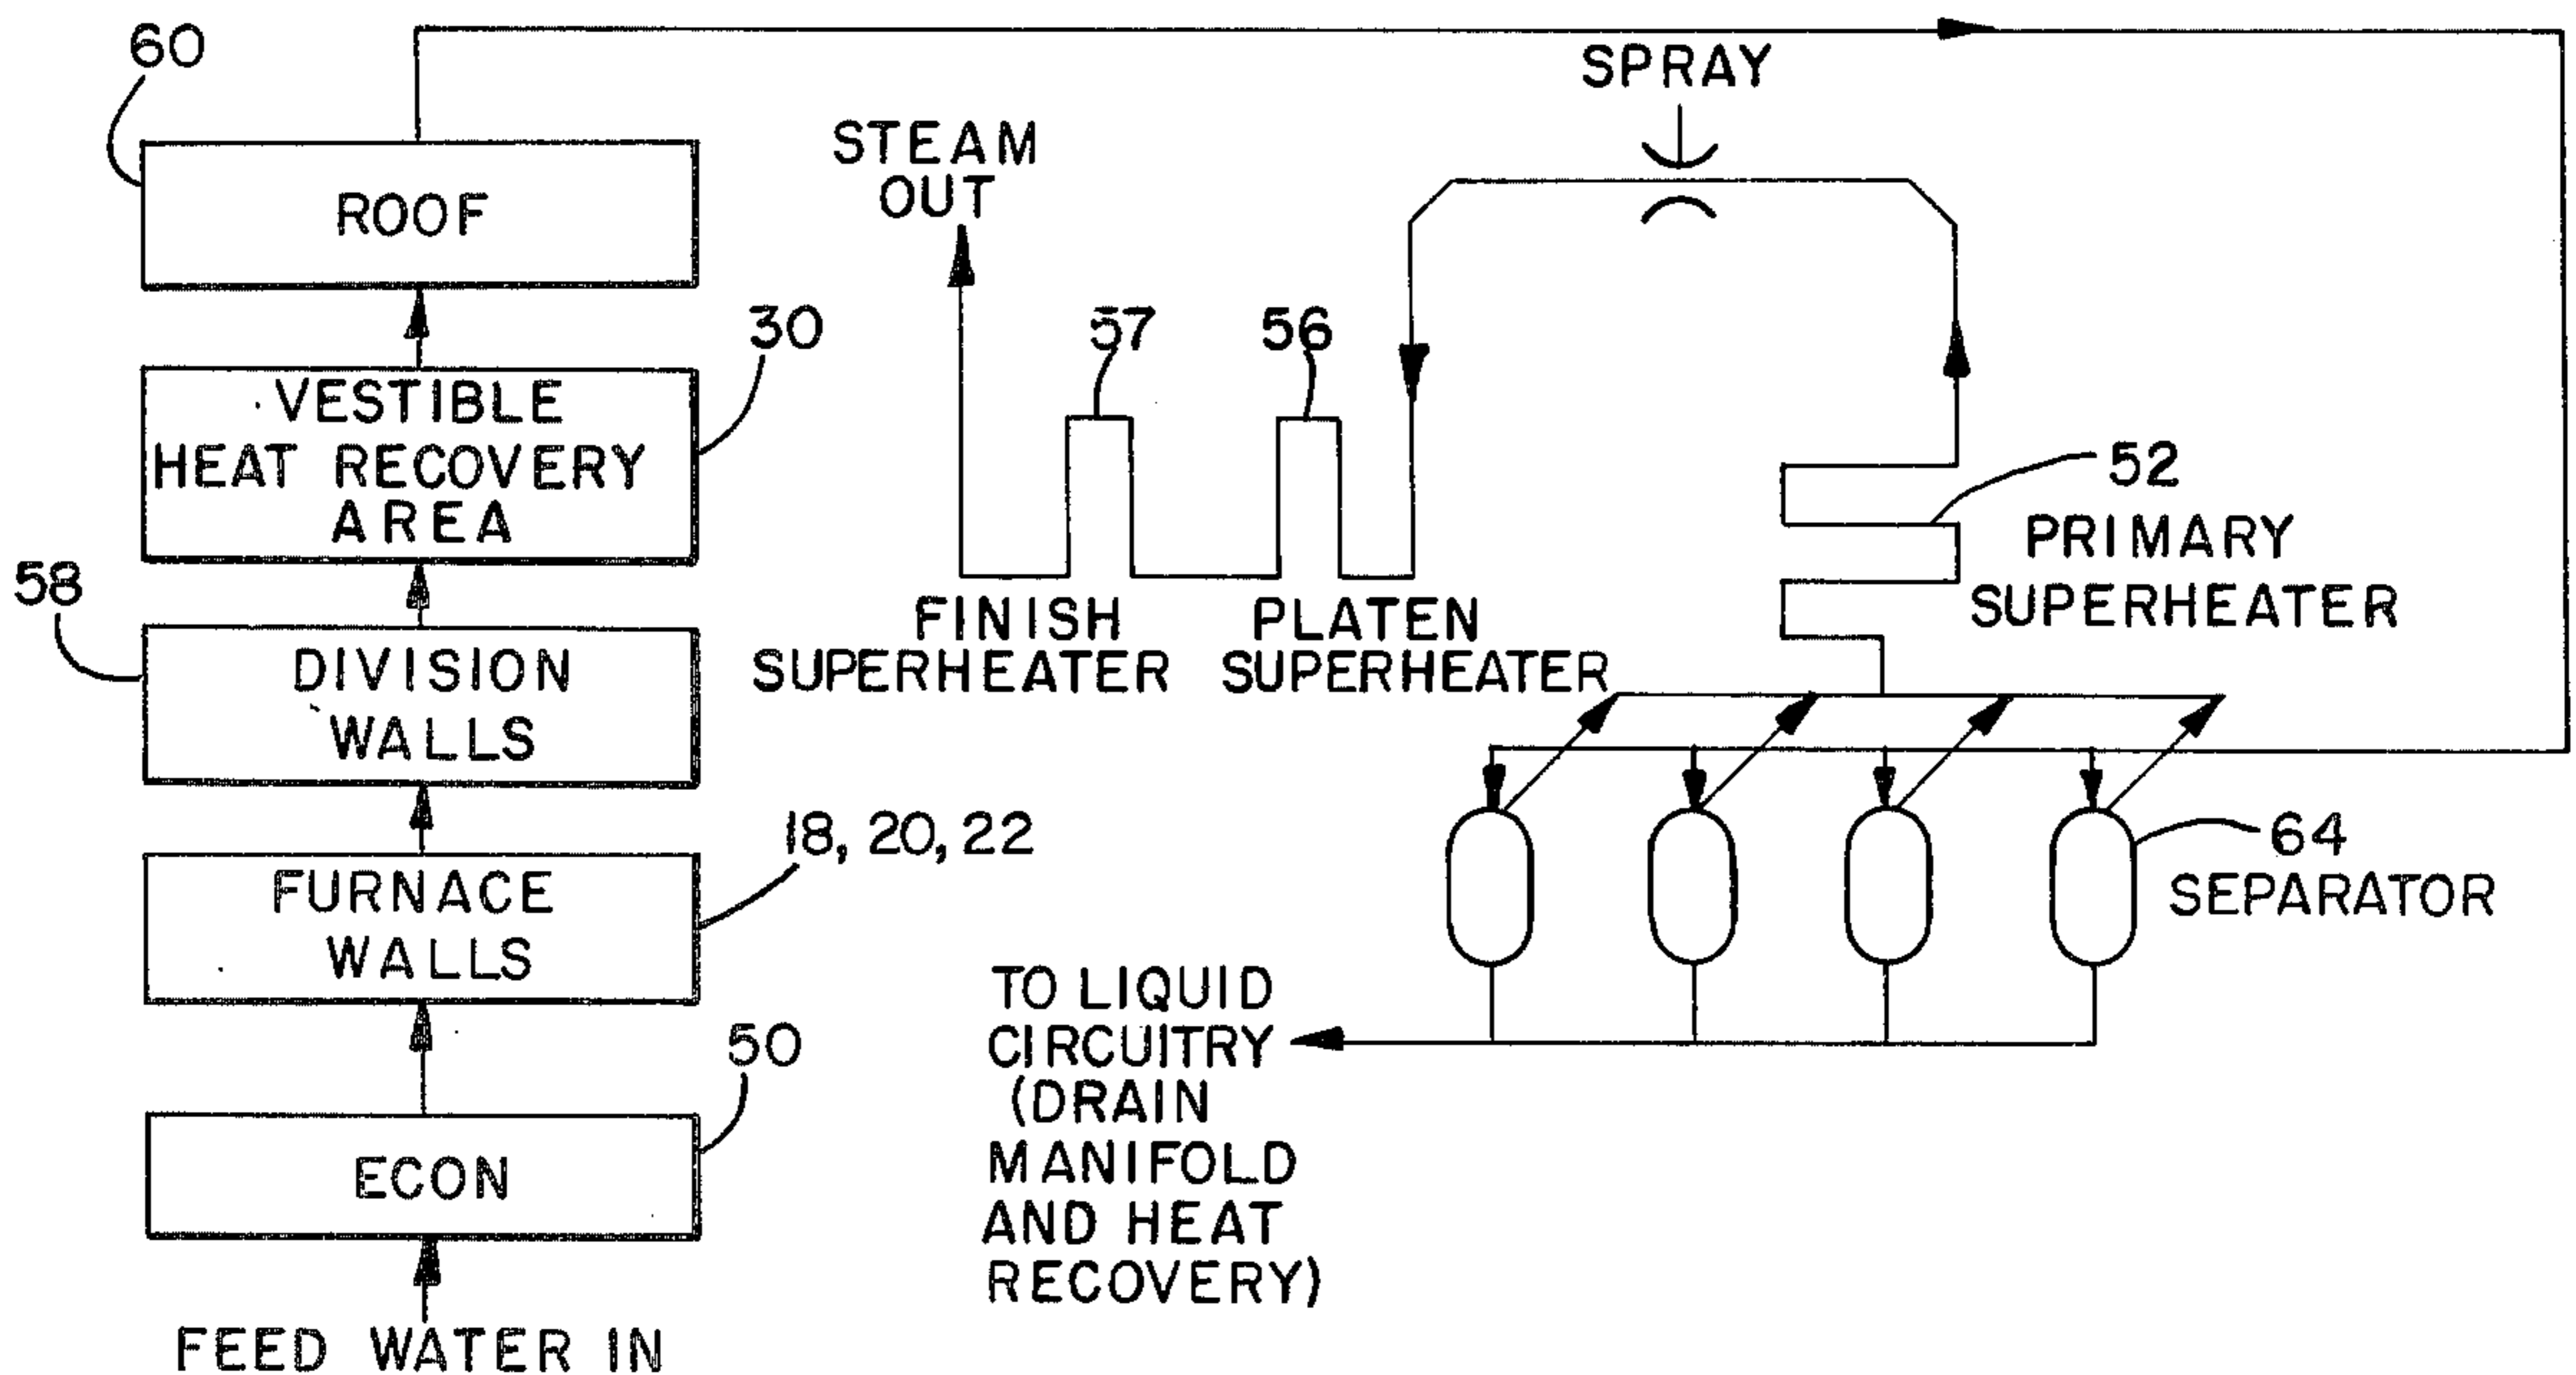 60
ROOF
30
VESTIBLE
HEAT RECOVERY
AREA
58
DIVISION
WALLS
18, 20, 22
FURNACE
WALLS
50
ECON
FEED WATER IN
STEAM
OUT
SPRAY
57
56
FINISH
SUPERHEATER
PLATEN
SUPERHEATER
52
PRIMARY
SUPERHEATER
64
SEPARATOR
TO LIQUID
CIRCUITRY
(DRAIN
MANIFOLD
AND HEAT
RECOVERY)